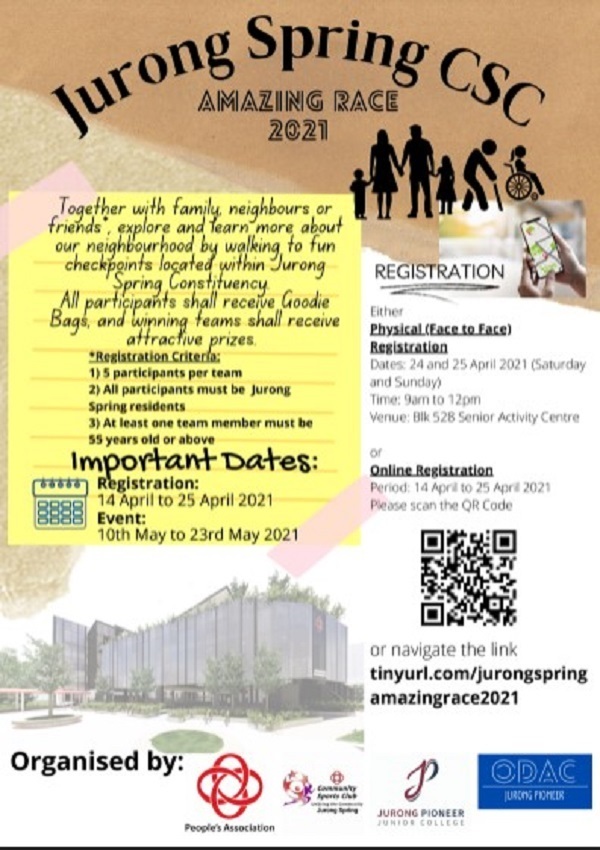 Jurong Spring CSC
AMAZING RACE
2021
Together with family, neighbours or
friends*, explore and learn more about
our neighbourhood by walking to fun
checkpoints located within Jurong
Spring Constituency.
All participants shall receive Goodie
Bags, and winning teams shall receive
attractive prizes.
*Registration Criteria:
1) 5 participants per team
2) All participants must be Jurong
Spring residents
3) At least one team member must be
55 years old or above
Important Dates:
Registration:
14 April to 25 April 2021
Event:
10th May to 23rd May 2021
REGISTRATION
Either
Physical (Face to Face)
Registration
Dates: 24 and 25 April 2021 (Saturday
and Sunday)
Time: 9am to 12pm
Venue: Blk 528 Senior Activity Centre
or
Online Registration
Period: 14 April to 25 April 2021
Please scan the QR Code
or navigate the link
tinyurl.com/jurongspring
amazingrace2021
Organised by:
People's Association
Community
Sports Club
Jurong Spring
JURONG PIONEER
JUNIOR COLLEGE
ODAC
JURONG PIONEER